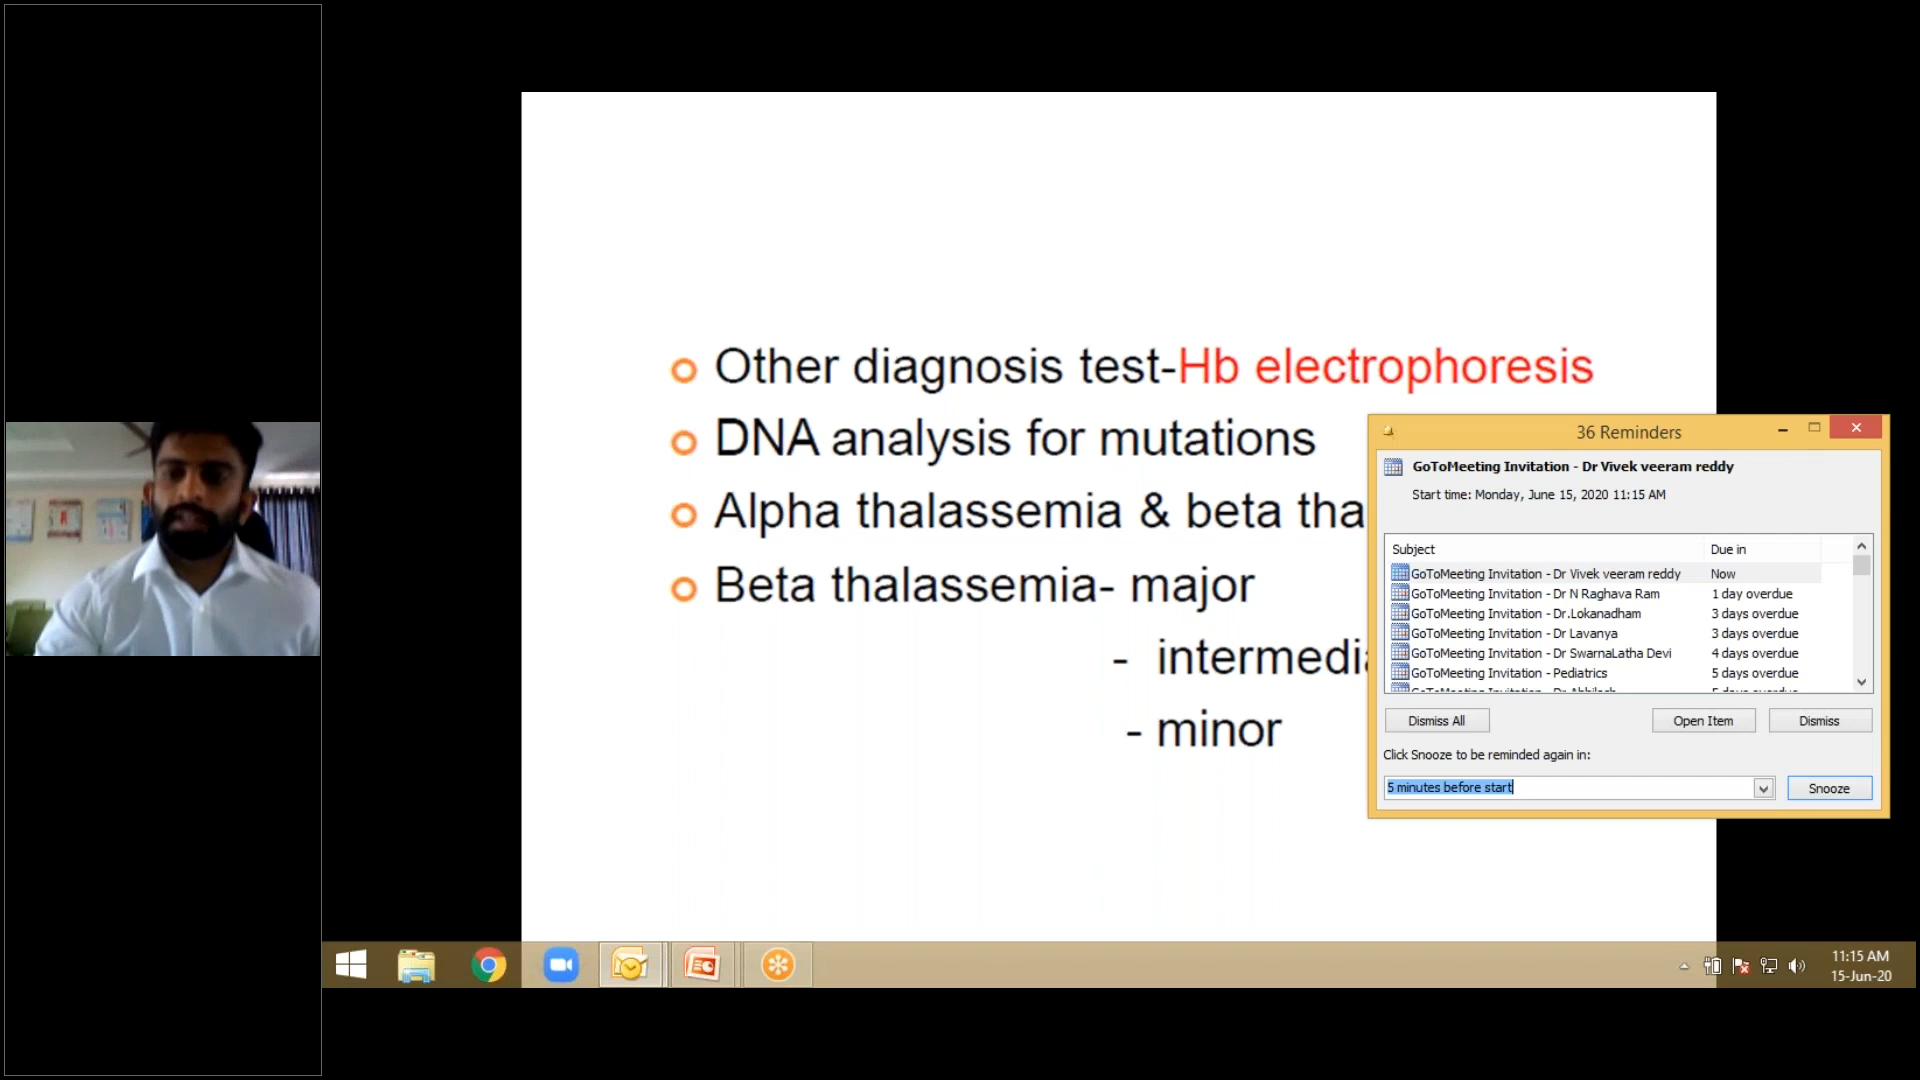 Other diagnosis test-Hb electrophoresis
DNA analysis for mutations
Alpha thalassemia & beta tha
Beta thalassemia- major
- intermedia
- minor
36 Reminders
GoToMeeting Invitation - Dr Vivek veeram reddy
Start time: Monday, June 15, 2020 11:15 AM
Subject Due in
GoToMeeting Invitation - Dr Vivek veeram reddy Now
GoToMeeting Invitation - Dr N Raghava Ram 1 day overdue
GoToMeeting Invitation - Dr.Lokanadham 3 days overdue
GoToMeeting Invitation - Dr Lavanya 3 days overdue
GoToMeeting Invitation - Dr SwarnaLatha Devi 4 days overdue
GoToMeeting Invitation - Pediatrics 5 days overdue
Dismiss All Open Item Dismiss
Click Snooze to be reminded again in:
5 minutes before start Snooze
11:15 AM
15-Jun-20